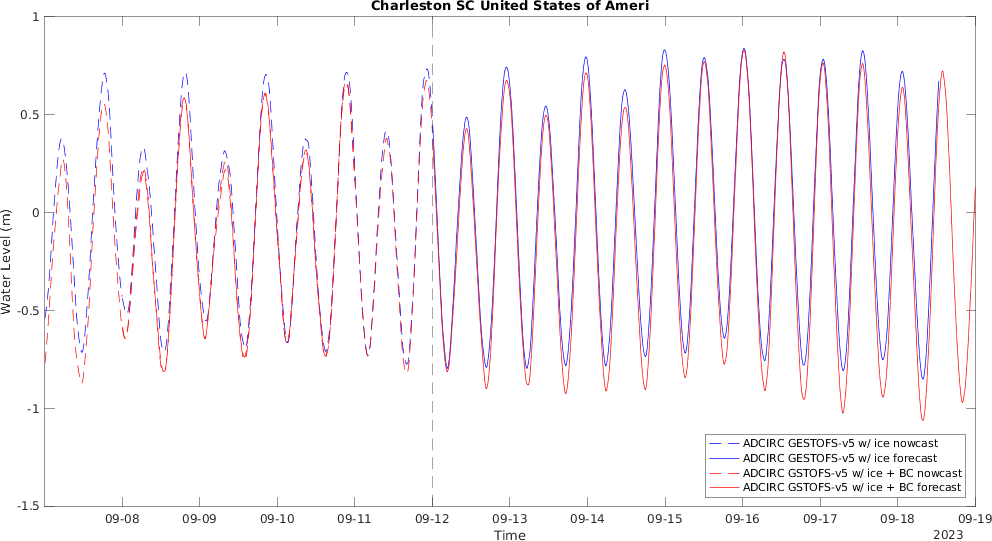 Charleston SC United States of Ameri
1
0.5
0
-0.5
-1
-1.5
Water Level (m)
ADCIRC GESTOFS-v5 w/ ice nowcast
ADCIRC GESTOFS-v5 w/ ice forecast
ADCIRC GSTOFS-v5 w/ ice + BC nowcast
ADCIRC GSTOFS-v5 w/ ice + BC forecast
09-08 09-09 09-10 09-11 09-12 09-13 09-14 09-15 09-16 09-17 09-18 09-19
Time
2023